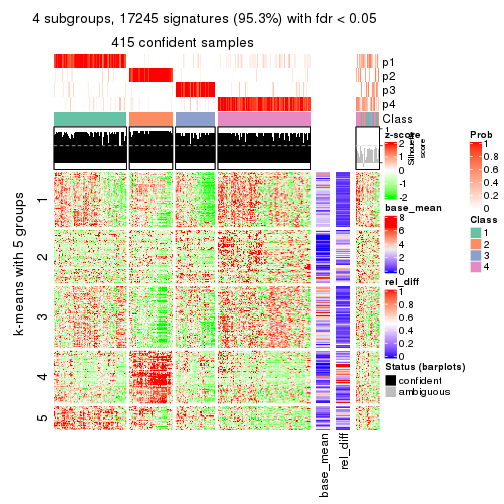 4 subgroups, 17245 signatures (95.3%) with fdr < 0.05
415 confident samples
p1
p2
p3
p4
Class
1
Silhouette
score
k-means with 5 groups
1
2
3
4
5
base_mean
rel_diff
z-score
2
1
0
-1
-2
base_mean
8
6
4
2
0
rel_diff
1
0.8
0.6
0.4
0.2
0
Status (barplots)
confident
ambiguous
Prob
1
0.8
0.6
0.4
0.2
0
Class
1
2
3
4